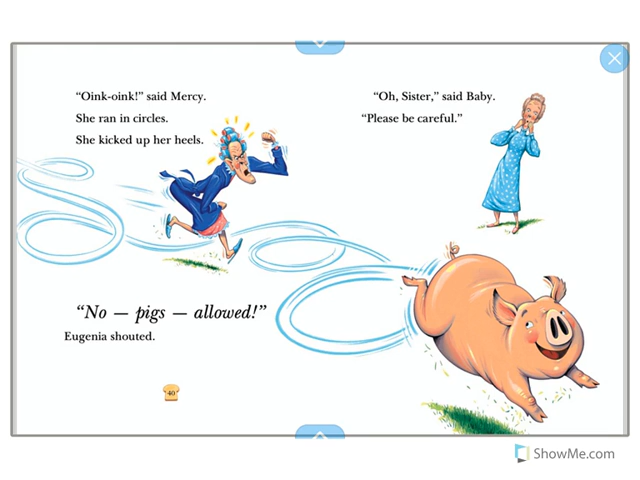 “Oink-oink!” said Mercy.
She ran in circles.
She kicked up her heels.
“No — pigs — allowed!”
Eugenia shouted.
40
“Oh, Sister,” said Baby.
“Please be careful.”
ShowMe.com